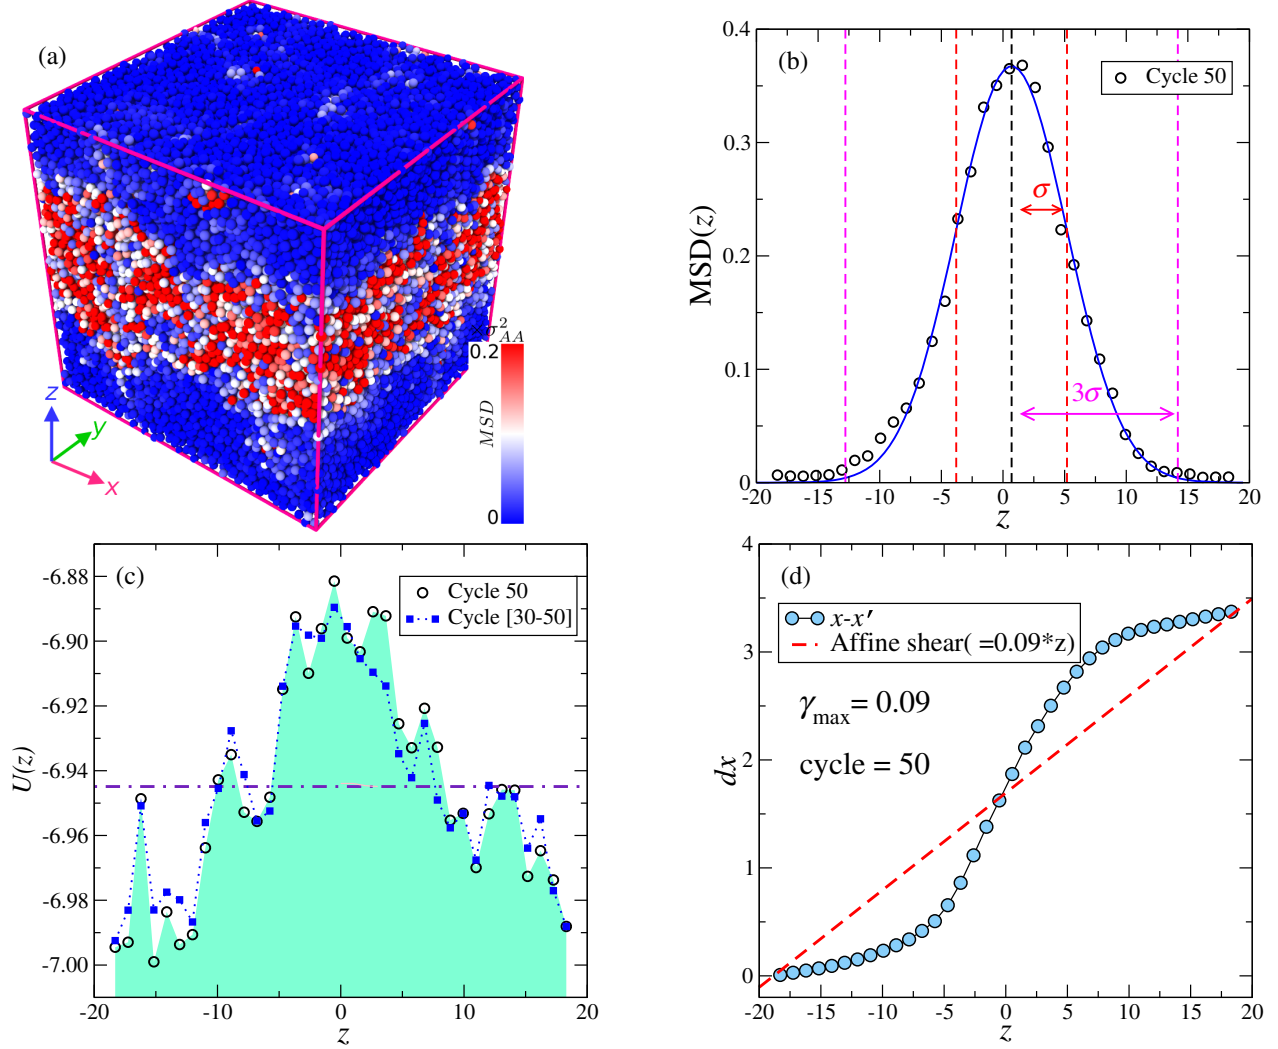 (a)
σ²AA
0.2
MSD
0
z
y
x
(b)
Cycle 50
σ
3σ
MSD(z)
0.4
0.3
0.2
0.1
0
-20 -15 -10 -5 0 5 10 15 20
z
(c)
Cycle 50
Cycle [30-50]
U(z)
-6.88
-6.90
-6.92
-6.94
-6.96
-6.98
-7.00
-20 -10 0 10 20
z
(d)
x-x′
Affine shear( =0.09*z)
γmax= 0.09
cycle = 50
dx
4
3
2
1
0
-20 -15 -10 -5 0 5 10 15 20
z